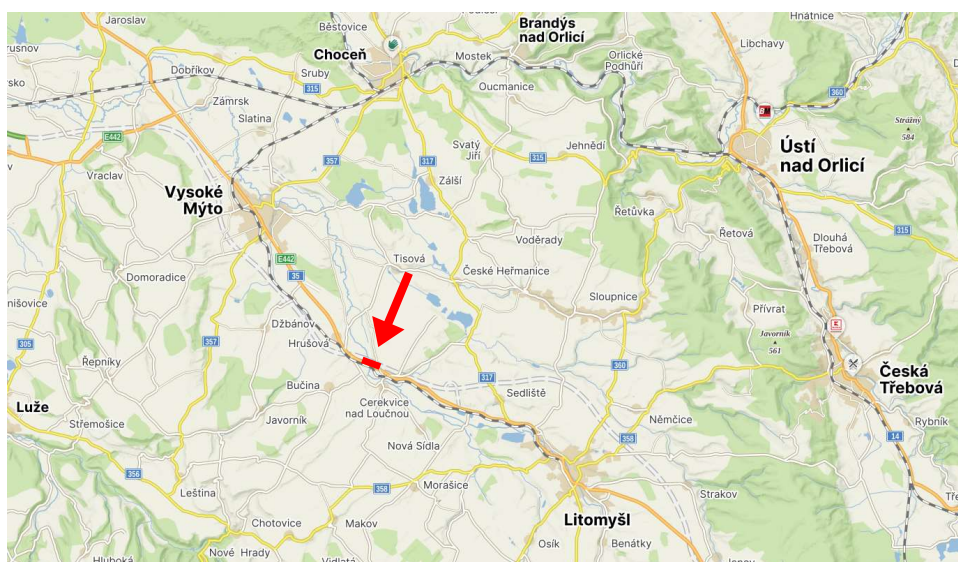 Jaroslav
Běstovice
Brandýs
nad Orlicí
Hnátnice
Choceň
Mostek
Orlické
Podhůří
Libchavy
Dobříkov
Sruby
315
Oucmanice
360
Zámrsk
Slatina
Strážný
584
E442
357
317
Svatý
Jiří
315
Jehnědí
Ústí
nad Orlicí
Vraclav
Zálší
Vysoké
Mýto
Řetůvka
Řetová
Dlouhá
Třebová
315
Voděrady
E442
Tisová
České Heřmanice
35
Domoradice
Sloupnice
Přívrat
Džbánov
Hrušová
Javorník
561
305
357
Řepníky
360
Česká
Třebová
Bučina
317
Sedliště
Luže
Cerekvice
nad Loučnou
Střemošice
Javorník
Němčice
Rybník
Nová Sídla
358
14
356
Leština
358
Morašice
Strakov
Chotovice
Makov
Litomyšl
Osík
Benátky
Nové Hrady